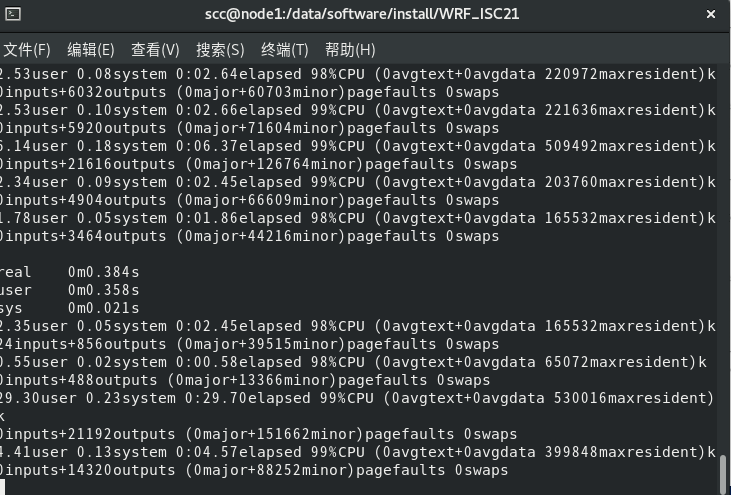 scc@node1:/data/software/install/WRF_ISC21
文件(F) 编辑(E) 查看(V) 搜索(S) 终端(T) 帮助(H)
2.53user 0.08system 0:02.64elapsed 98%CPU (0avgtext+0avgdata 220972maxresident)k
0inputs+6032outputs (0major+60703minor)pagefaults 0swaps
2.53user 0.10system 0:02.66elapsed 99%CPU (0avgtext+0avgdata 221636maxresident)k
0inputs+5920outputs (0major+71604minor)pagefaults 0swaps
6.14user 0.18system 0:06.37elapsed 99%CPU (0avgtext+0avgdata 509492maxresident)k
0inputs+21616outputs (0major+126764minor)pagefaults 0swaps
2.34user 0.09system 0:02.45elapsed 99%CPU (0avgtext+0avgdata 203760maxresident)k
0inputs+4904outputs (0major+66609minor)pagefaults 0swaps
1.78user 0.05system 0:01.86elapsed 98%CPU (0avgtext+0avgdata 165532maxresident)k
0inputs+3464outputs (0major+44216minor)pagefaults 0swaps
real 0m0.384s
user 0m0.358s
sys 0m0.021s
2.35user 0.05system 0:02.45elapsed 98%CPU (0avgtext+0avgdata 165532maxresident)k
24inputs+856outputs (0major+39515minor)pagefaults 0swaps
0.55user 0.02system 0:00.58elapsed 98%CPU (0avgtext+0avgdata 65072maxresident)k
0inputs+488outputs (0major+13366minor)pagefaults 0swaps
29.30user 0.23system 0:29.70elapsed 99%CPU (0avgtext+0avgdata 530016maxresident)
k
0inputs+21192outputs (0major+151662minor)pagefaults 0swaps
4.41user 0.13system 0:04.57elapsed 99%CPU (0avgtext+0avgdata 399848maxresident)k
0inputs+14320outputs (0major+88252minor)pagefaults 0swaps